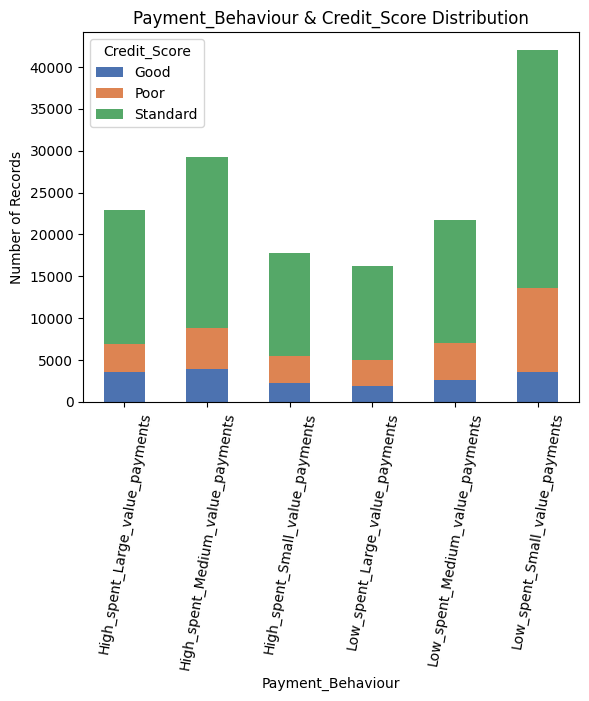 Payment_Behaviour & Credit_Score Distribution
Credit_Score
Good
Poor
Standard
Number of Records
40000
35000
30000
25000
20000
15000
10000
5000
0
High_spent_Large_value_payments
High_spent_Medium_value_payments
High_spent_Small_value_payments
Low_spent_Large_value_payments
Low_spent_Medium_value_payments
Low_spent_Small_value_payments
Payment_Behaviour